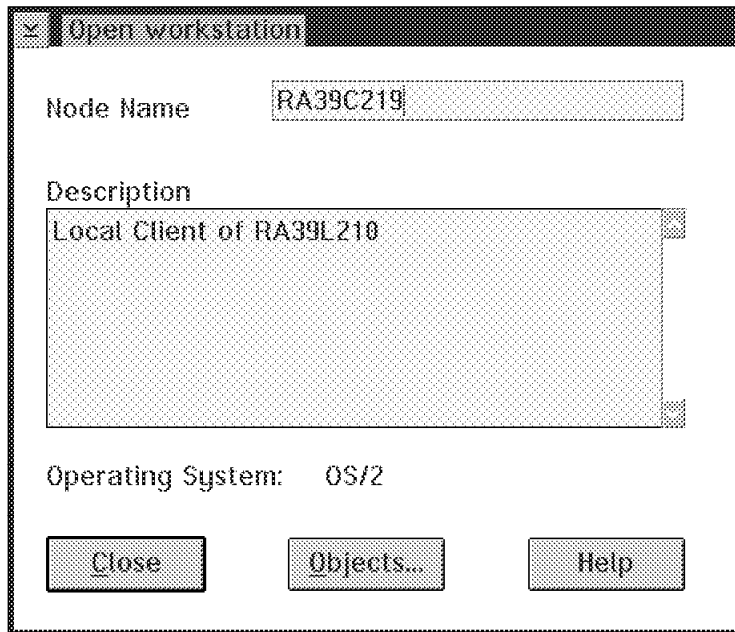 Open workstation
Node Name RA39C219
Description
Local Client of RA39L210
Operating System: OS/2
Close Objects... Help